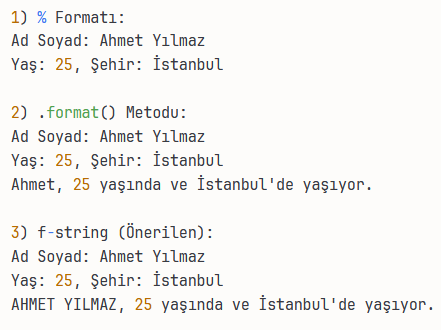 1) % Formatı:
Ad Soyad: Ahmet Yılmaz
Yaş: 25, Şehir: İstanbul
2) .format() Metodu:
Ad Soyad: Ahmet Yılmaz
Yaş: 25, Şehir: İstanbul
Ahmet, 25 yaşında ve İstanbul'de yaşıyor.
3) f-string (Önerilen):
Ad Soyad: Ahmet Yılmaz
Yaş: 25, Şehir: İstanbul
AHMET YILMAZ, 25 yaşında ve İstanbul'de yaşıyor.